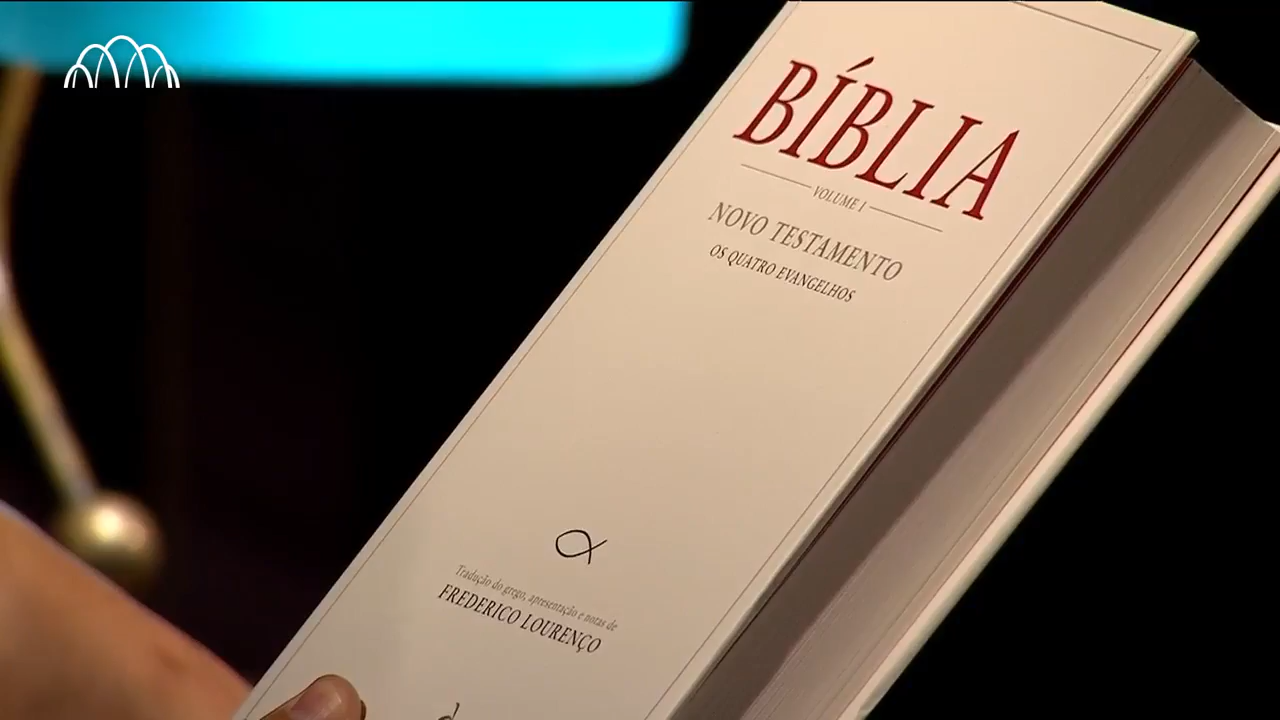 BÍBLIA
VOLUME I
NOVO TESTAMENTO
OS QUATRO EVANGELHOS
Tradução do grego, apresentação e notas de
FREDERICO LOURENÇO